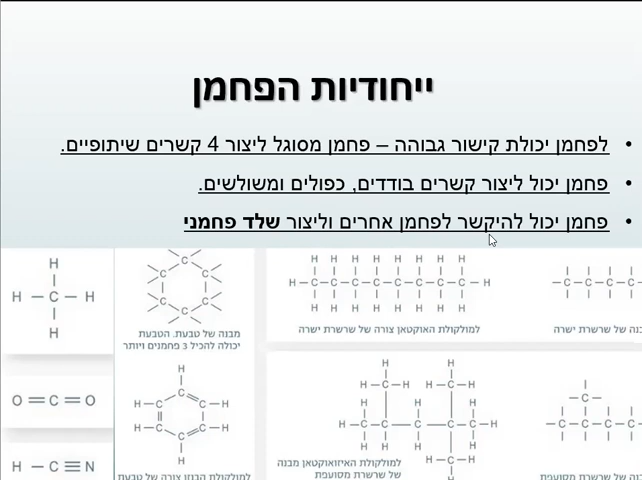 ייחודיות הפחמן
• לפחמן יכולת קישור גבוהה – פחמן מסוגל ליצור 4 קשרים שיתופיים.
• פחמן יכול ליצור קשרים בודדים, כפולים ומשולשים.
• פחמן יכול להיקשר לפחמן אחרים וליצור שלד פחמני
מבנה של טבעת. הטבעת
יכולה להכיל 3 פחמנים ויותר
למולקולת האוקטאן צורה של שרשרת ישרה
של שרשרת ישרה
O=C=O
H–C≡N
למולקולת הבנזן צורה של טבעת
למולקולת האיזואוקטאן מבנה
של שרשרת מסועפת
של שרשרת מסועפת